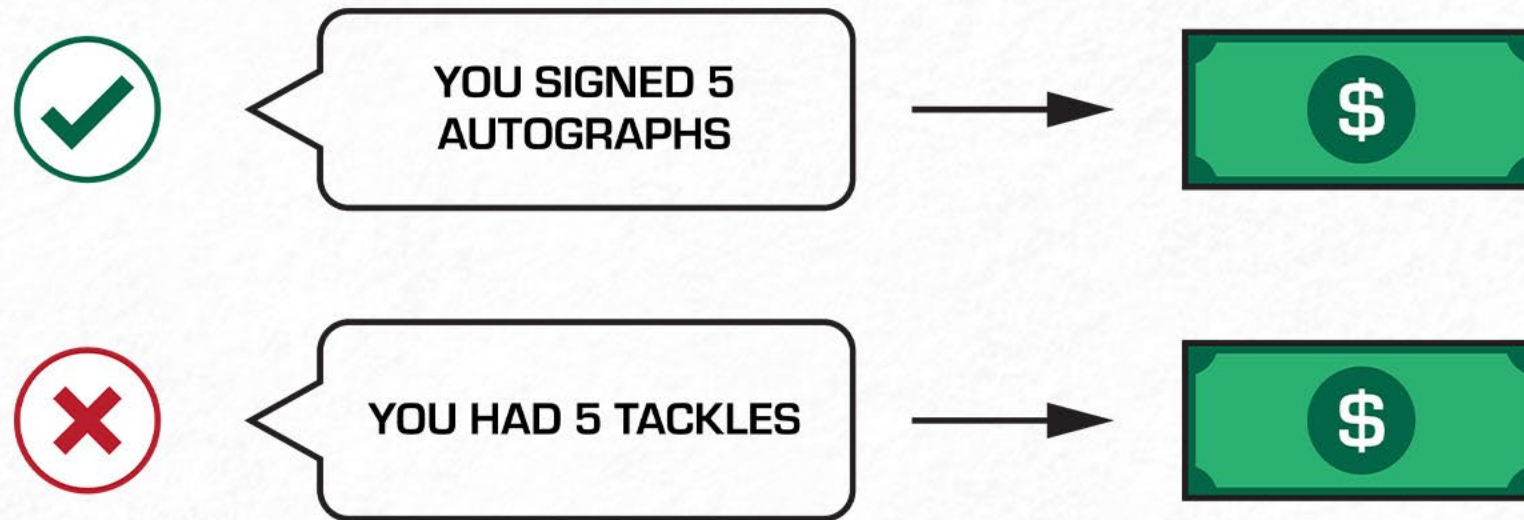 YOU SIGNED 5
AUTOGRAPHS
$
YOU HAD 5 TACKLES
$